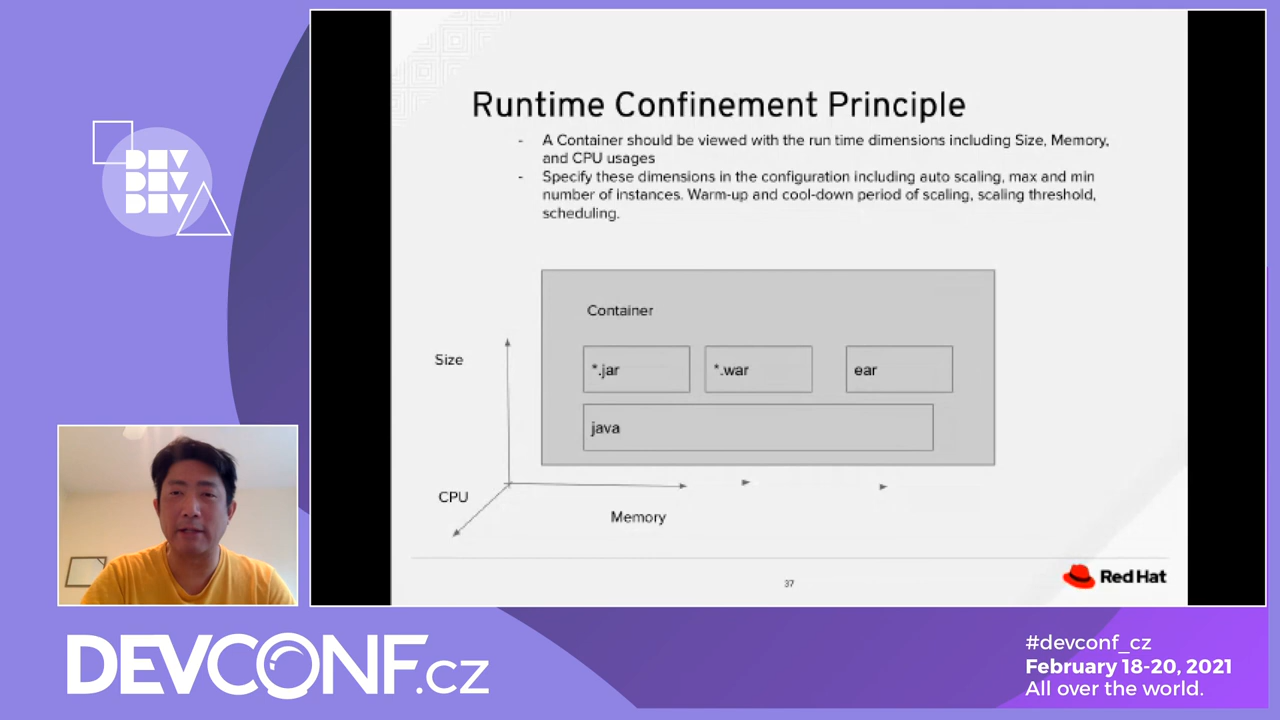 DEV
DEV
DEV
Runtime Confinement Principle
- A Container should be viewed with the run time dimensions including Size, Memory,
and CPU usages
- Specify these dimensions in the configuration including auto scaling, max and min
number of instances. Warm-up and cool-down period of scaling, scaling threshold,
scheduling.
Container
Size
*.jar
*.war
ear
java
CPU
Memory
37
Red Hat
DEVCONF.cz
#devconf_cz
February 18-20, 2021
All over the world.